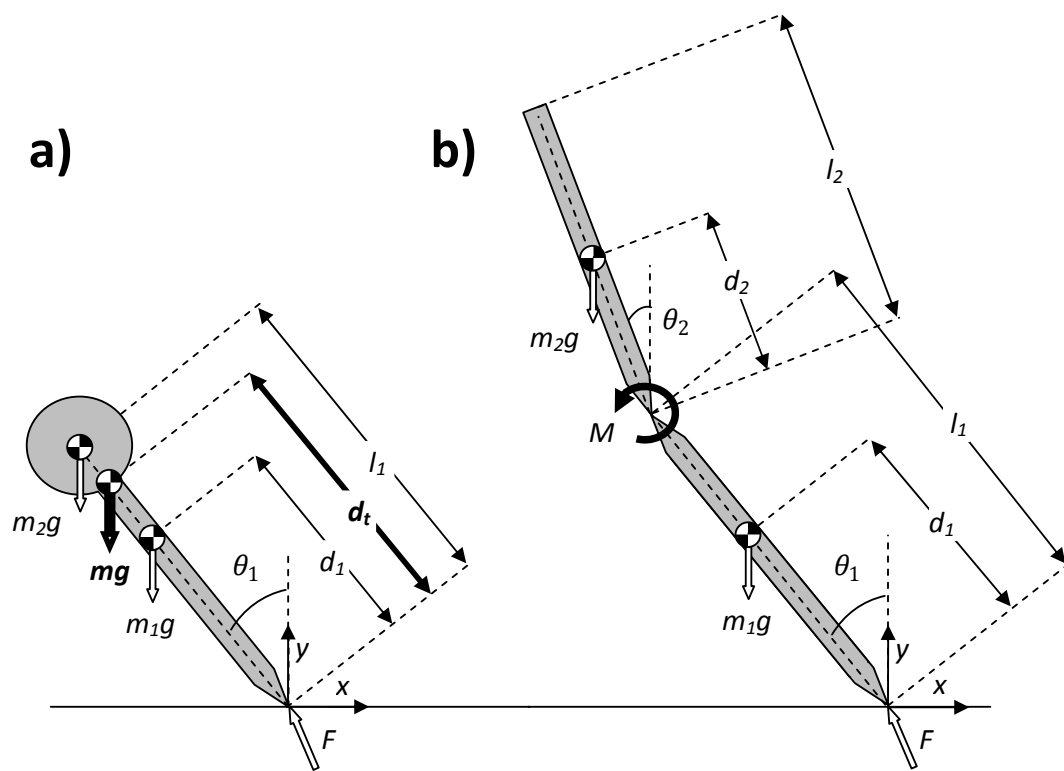 a)
m₂g
mg
m₁g
θ₁
d₁
dₜ
l₁
y
x
F
b)
m₂g
θ₂
d₂
l₂
M
l₁
d₁
m₁g
θ₁
y
x
F